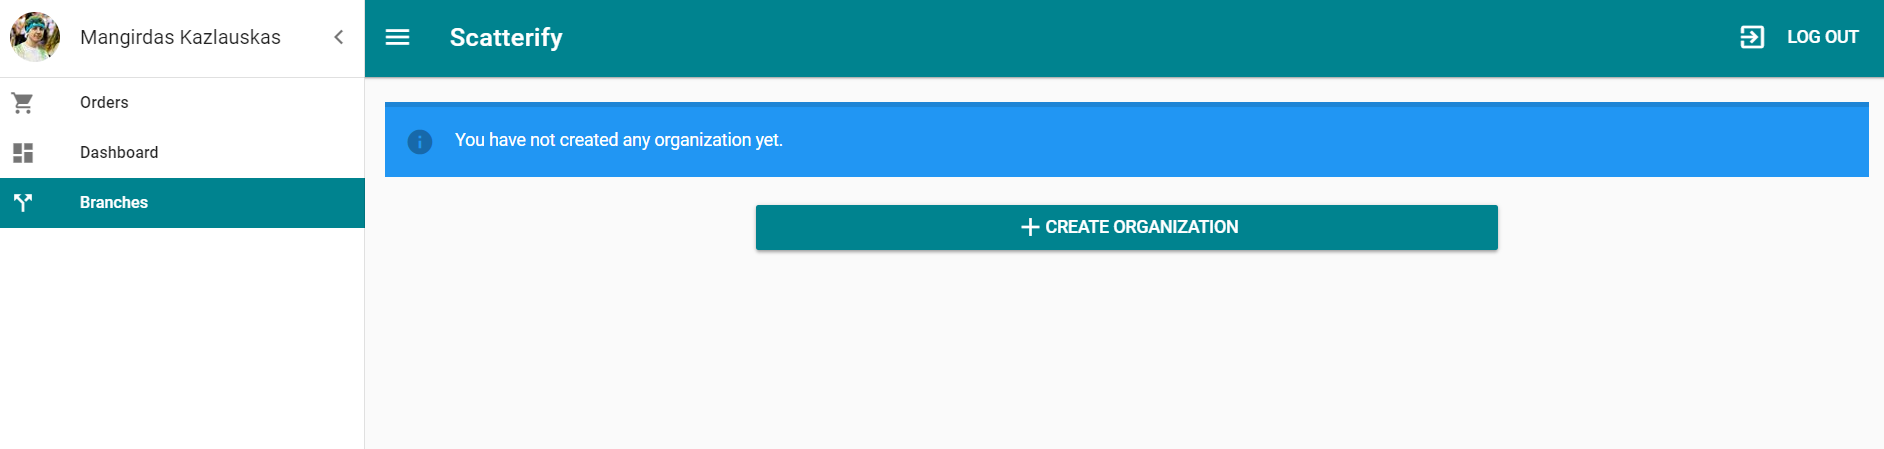 Mangirdas Kazlauskas
Scatterify
LOG OUT
Orders
Dashboard
Branches
You have not created any organization yet.
CREATE ORGANIZATION